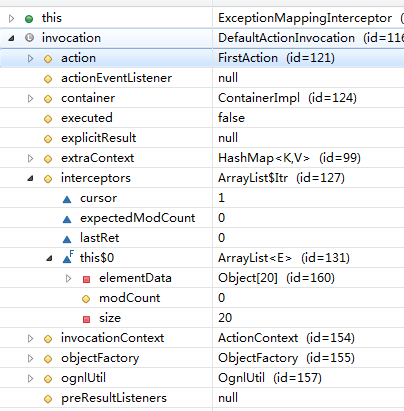 this ExceptionMappingInterceptor
invocation DefaultActionInvocation (id=116
action FirstAction (id=121)
actionEventListener null
container ContainerImpl (id=124)
executed false
explicitResult null
extraContext HashMap<K,V> (id=99)
interceptors ArrayList$Itr (id=127)
cursor 1
expectedModCount 0
lastRet 0
F this$0 ArrayList<E> (id=131)
elementData Object[20] (id=160)
modCount 0
size 20
invocationContext ActionContext (id=154)
objectFactory ObjectFactory (id=155)
ognlUtil OgnlUtil (id=157)
preResultListeners null